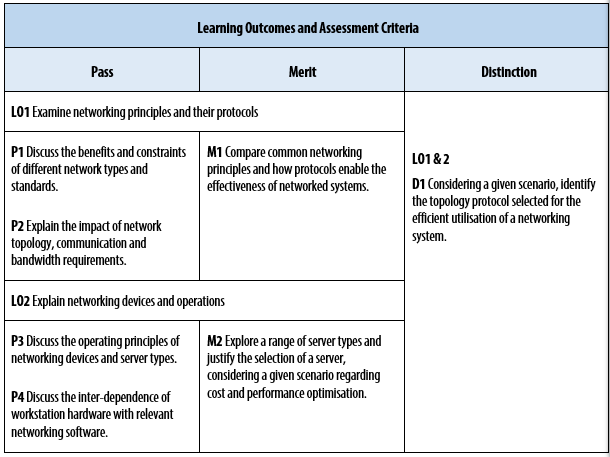 Learning Outcomes and Assessment Criteria
Pass
Merit
Distinction
LO1 Examine networking principles and their protocols
P1 Discuss the benefits and constraints
of different network types and
standards.
P2 Explain the impact of network
topology, communication and
bandwidth requirements.
M1 Compare common networking
principles and how protocols enable the
effectiveness of networked systems.
LO1 & 2
D1 Considering a given scenario, identify
the topology protocol selected for the
efficient utilisation of a networking
system.
LO2 Explain networking devices and operations
P3 Discuss the operating principles of
networking devices and server types.
P4 Discuss the inter-dependence of
workstation hardware with relevant
networking software.
M2 Explore a range of server types and
justify the selection of a server,
considering a given scenario regarding
cost and performance optimisation.